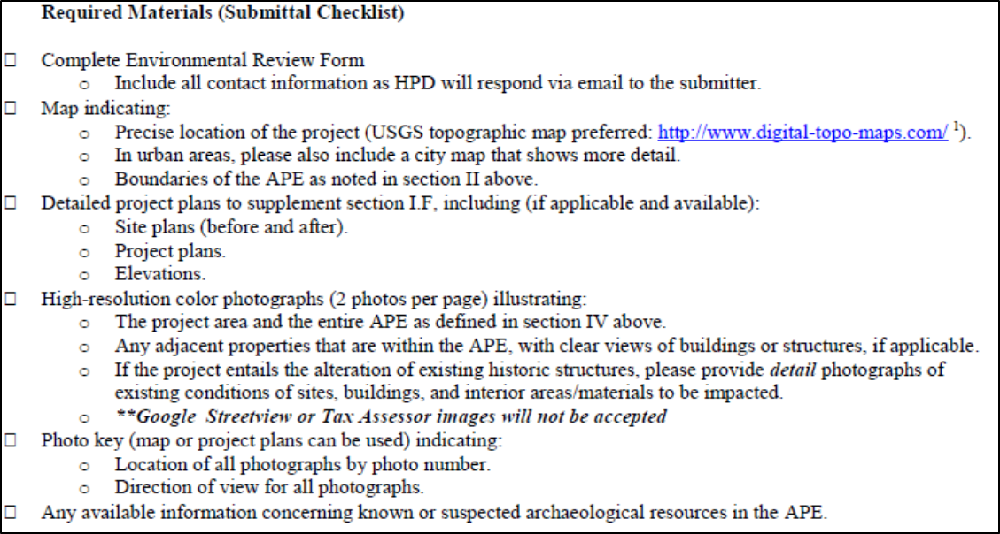 Required Materials (Submittal Checklist)
☐ Complete Environmental Review Form
o Include all contact information as HPD will respond via email to the submitter.
☐ Map indicating:
o Precise location of the project (USGS topographic map preferred: http://www.digital-topo-maps.com/ 1).
o In urban areas, please also include a city map that shows more detail.
o Boundaries of the APE as noted in section II above.
☐ Detailed project plans to supplement section I.F, including (if applicable and available):
o Site plans (before and after).
o Project plans.
o Elevations.
☐ High-resolution color photographs (2 photos per page) illustrating:
o The project area and the entire APE as defined in section IV above.
o Any adjacent properties that are within the APE, with clear views of buildings or structures, if applicable.
o If the project entails the alteration of existing historic structures, please provide detail photographs of
existing conditions of sites, buildings, and interior areas/materials to be impacted.
o **Google Streetview or Tax Assessor images will not be accepted
☐ Photo key (map or project plans can be used) indicating:
o Location of all photographs by photo number.
o Direction of view for all photographs.
☐ Any available information concerning known or suspected archaeological resources in the APE.